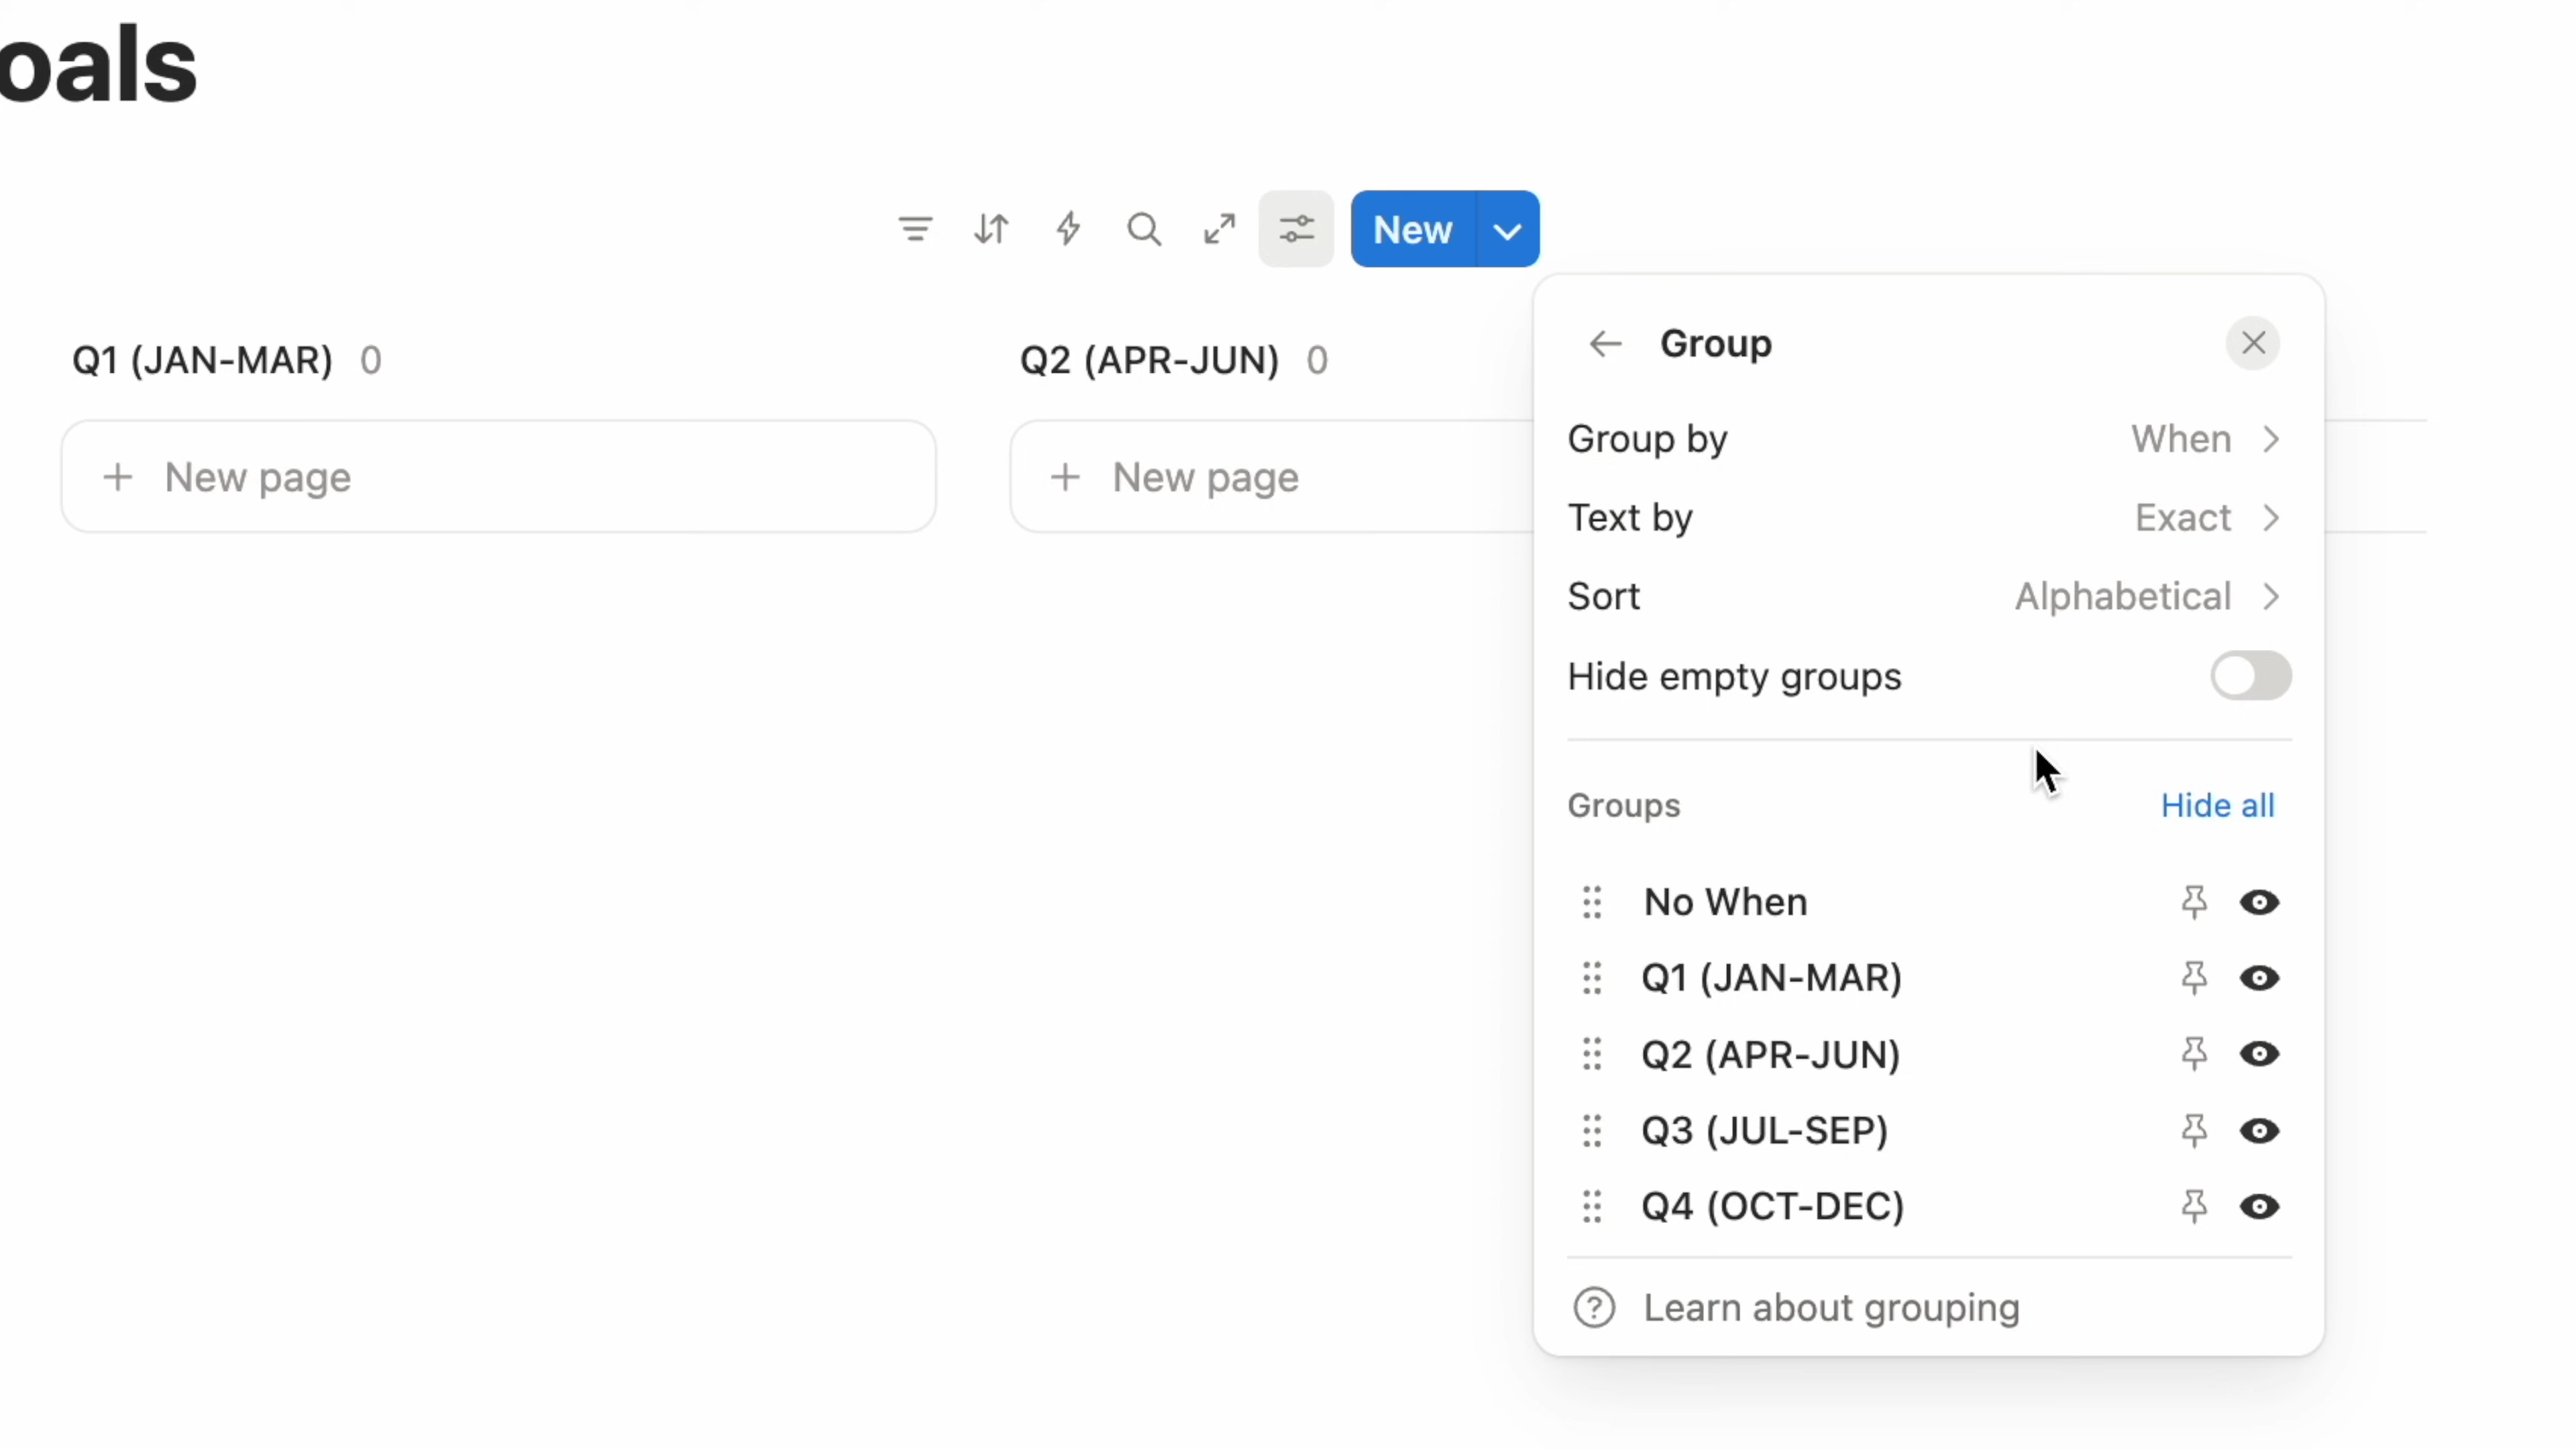 oals
New
Q1 (JAN-MAR) 0
Q2 (APR-JUN) 0
+ New page
+ New page
Group
Group by When
Text by Exact
Sort Alphabetical
Hide empty groups
Groups Hide all
No When
Q1 (JAN-MAR)
Q2 (APR-JUN)
Q3 (JUL-SEP)
Q4 (OCT-DEC)
Learn about grouping